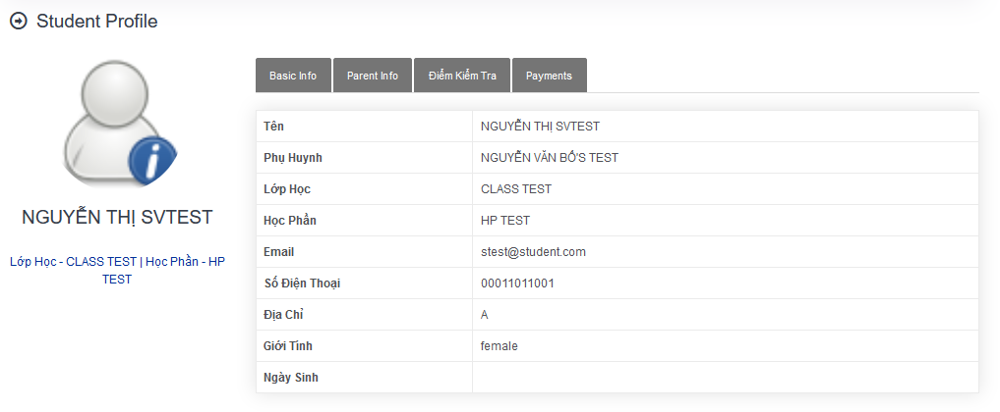 Student Profile
NGUYỄN THỊ SVTEST
Lớp Học - CLASS TEST | Học Phần - HP
TEST
Basic Info
Parent Info
Điểm Kiểm Tra
Payments
Tên NGUYỄN THỊ SVTEST
Phụ Huynh NGUYỄN VĂN BỐ'S TEST
Lớp Học CLASS TEST
Học Phần HP TEST
Email stest@student.com
Số Điện Thoại 00011011001
Địa Chỉ A
Giới Tính female
Ngày Sinh